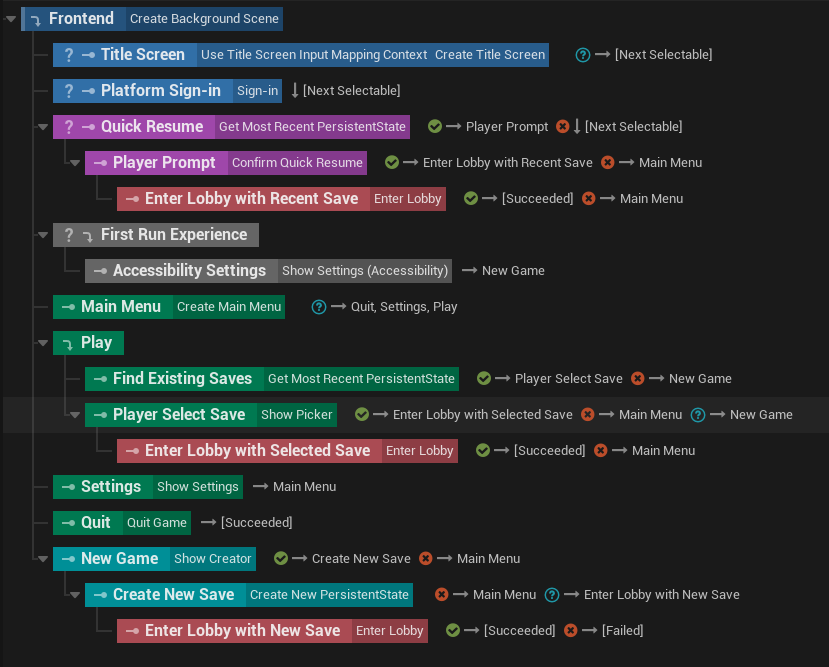 Frontend Create Background Scene
? Title Screen Use Title Screen Input Mapping Context Create Title Screen ? → [Next Selectable]
? Platform Sign-in Sign-in ↓ [Next Selectable]
? Quick Resume Get Most Recent PersistentState → Player Prompt ↓ [Next Selectable]
Player Prompt Confirm Quick Resume → Enter Lobby with Recent Save → Main Menu
Enter Lobby with Recent Save Enter Lobby → [Succeeded] → Main Menu
? First Run Experience
Accessibility Settings Show Settings (Accessibility) → New Game
Main Menu Create Main Menu ? → Quit, Settings, Play
Play
Find Existing Saves Get Most Recent PersistentState → Player Select Save → New Game
Player Select Save Show Picker → Enter Lobby with Selected Save → Main Menu ? → New Game
Enter Lobby with Selected Save Enter Lobby → [Succeeded] → Main Menu
Settings Show Settings → Main Menu
Quit Quit Game → [Succeeded]
New Game Show Creator → Create New Save → Main Menu
Create New Save Create New PersistentState → Main Menu ? → Enter Lobby with New Save
Enter Lobby with New Save Enter Lobby → [Succeeded] → [Failed]